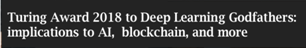 Turing Award 2018 to Deep Learning Godfathers:
implications to AI, blockchain, and more